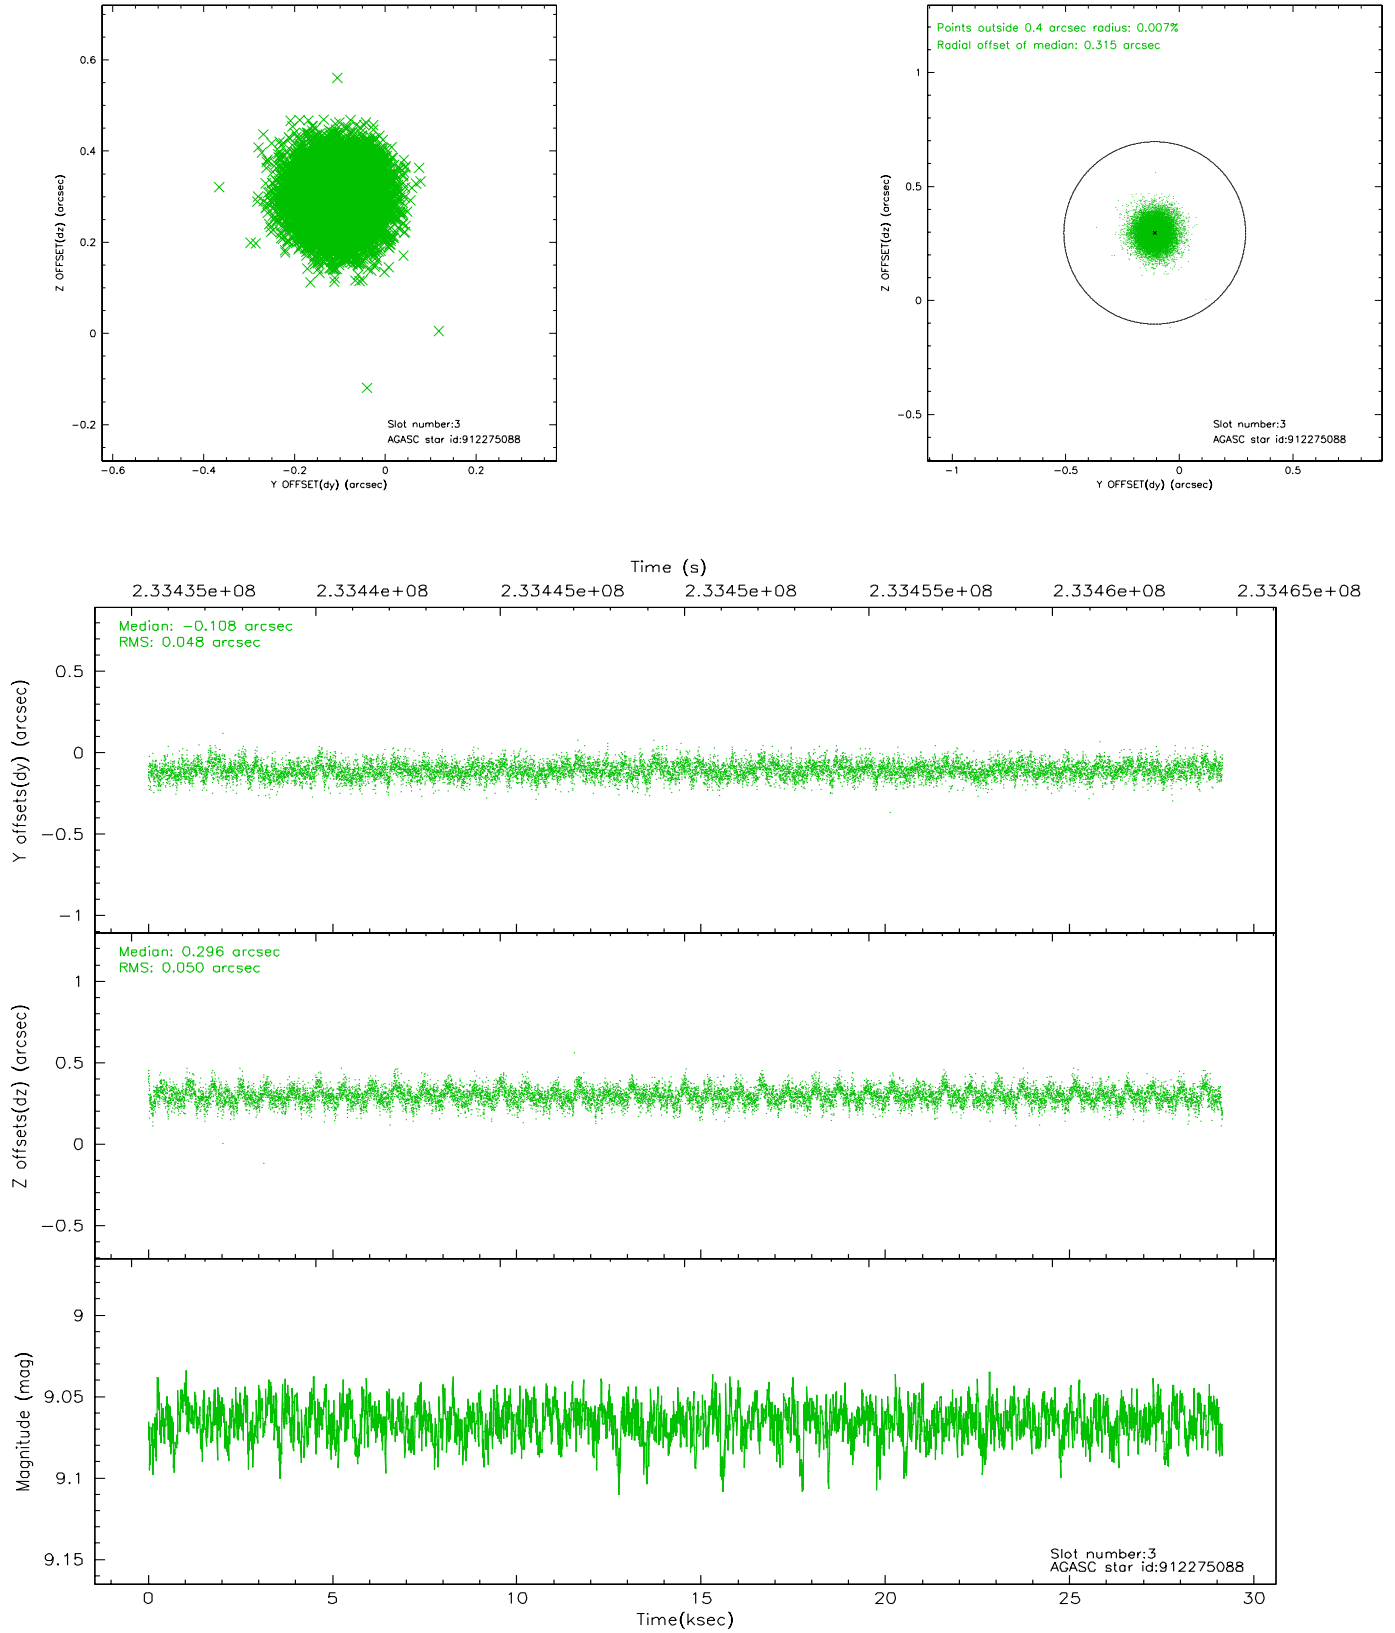 0.6
0.4
0.2
0
−0.2
Z OFFSET(dz) (arcsec)
Slot number:3
AGASC star id:912275088
−0.6
−0.4
−0.2
0
0.2
Y OFFSET(dy) (arcsec)
Points outside 0.4 arcsec radius: 0.007%
Radial offset of median: 0.315 arcsec
1
0.5
0
−0.5
Z OFFSET(dz) (arcsec)
Slot number:3
AGASC star id:912275088
−1
−0.5
0
0.5
Y OFFSET(dy) (arcsec)
Time (s)
2.33435e+08
2.3344e+08
2.33445e+08
2.3345e+08
2.33455e+08
2.3346e+08
2.33465e+08
Median: −0.108 arcsec
RMS: 0.048 arcsec
0.5
0
−0.5
−1
Y offsets(dy) (arcsec)
Median: 0.296 arcsec
RMS: 0.050 arcsec
1
0.5
0
−0.5
Z offsets(dz) (arcsec)
9
9.05
9.1
9.15
Magnitude (mag)
Slot number:3
AGASC star id:912275088
0
5
10
15
20
25
30
Time(ksec)